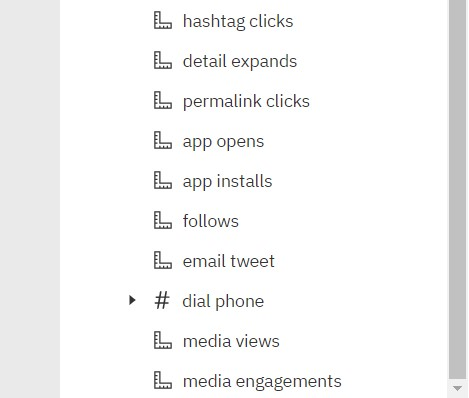 hashtag clicks
detail expands
permalink clicks
app opens
app installs
follows
email tweet
# dial phone
media views
media engagements